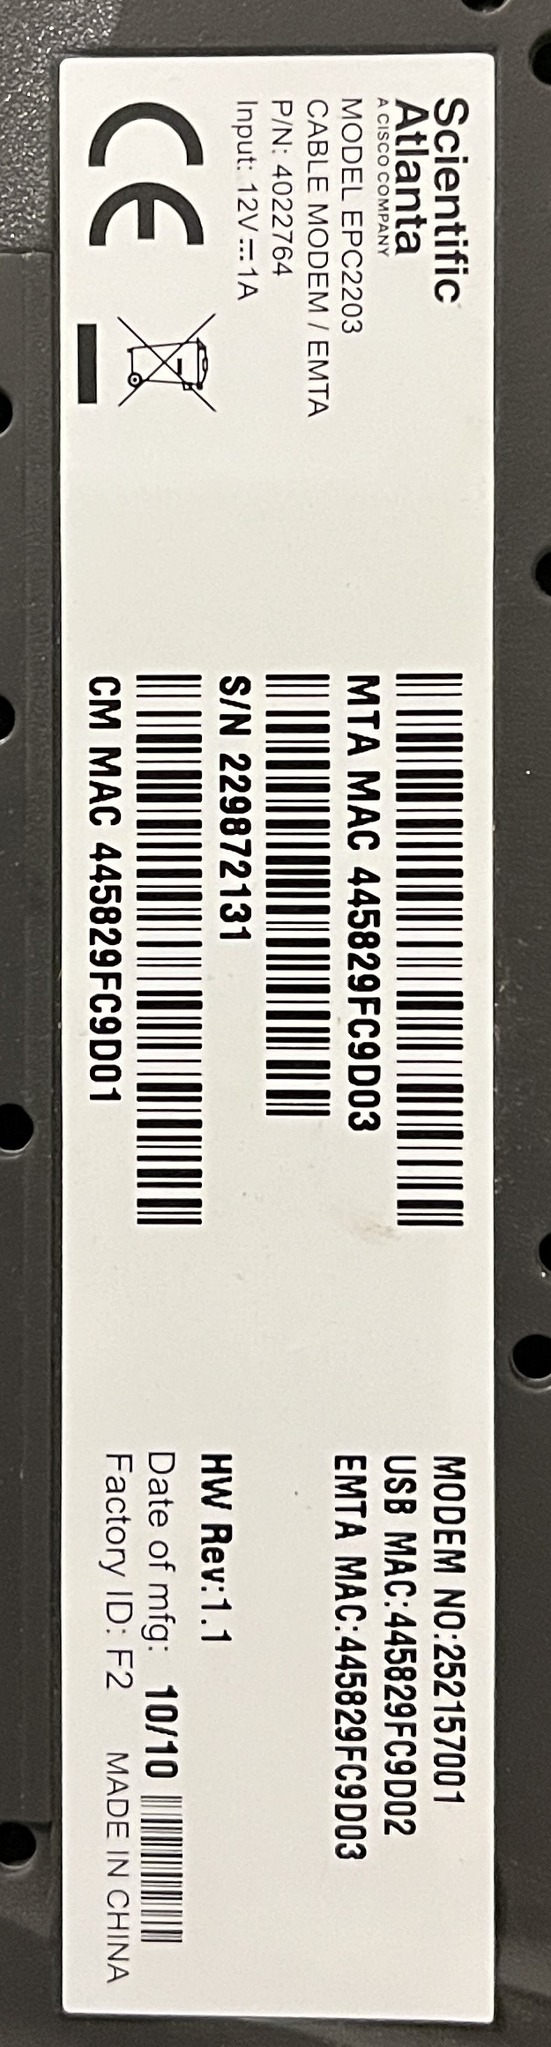 Scientific
Atlanta
A CISCO COMPANY
MODEL EPC2203
CABLE MODEM / EMTA
P/N: 4022764
Input: 12V⎓1A
CE
MTA MAC 445829FC9D03
S/N 229872131
CM MAC 445829FC9D01
MODEM NO:252157001
USB MAC:445829FC9D02
EMTA MAC:445829FC9D03
HW Rev:1.1
Date of mfg: 10/10
Factory ID: F2 MADE IN CHINA